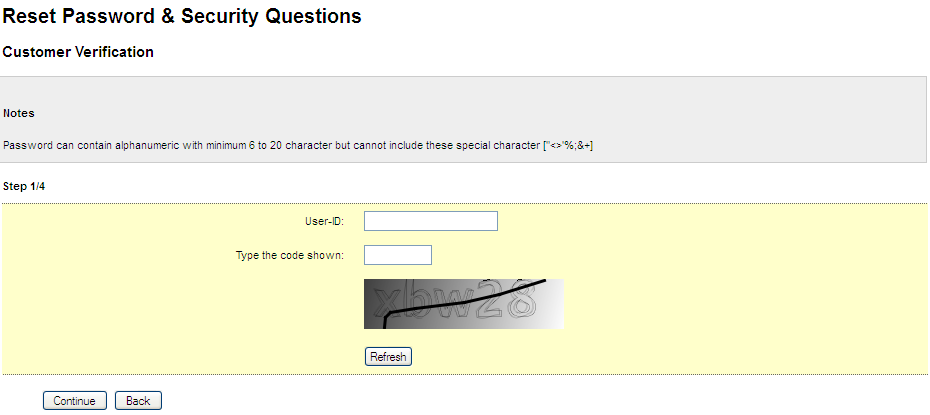 Reset Password & Security Questions
Customer Verification
Notes
Password can contain alphanumeric with minimum 6 to 20 character but cannot include these special character ["<>'%;&+]
Step 1/4
User-ID:
Type the code shown:
Refresh
Continue Back